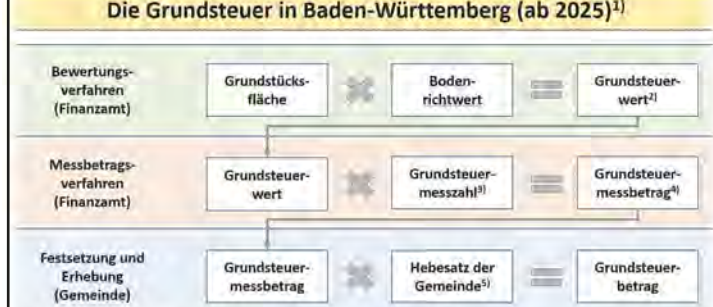 Die Grundsteuer in Baden-Württemberg (ab 2025)¹⁾
Bewertungs-
verfahren
(Finanzamt)
Grundstücks-
fläche
Boden-
richtwert
Grundsteuer-
wert²⁾
Messbetrags-
verfahren
(Finanzamt)
Grundsteuer-
wert
Grundsteuer-
messzahl³⁾
Grundsteuer-
messbetrag⁴⁾
Festsetzung und
Erhebung
(Gemeinde)
Grundsteuer-
messbetrag
Hebesatz der
Gemeinde⁵⁾
Grundsteuer-
betrag